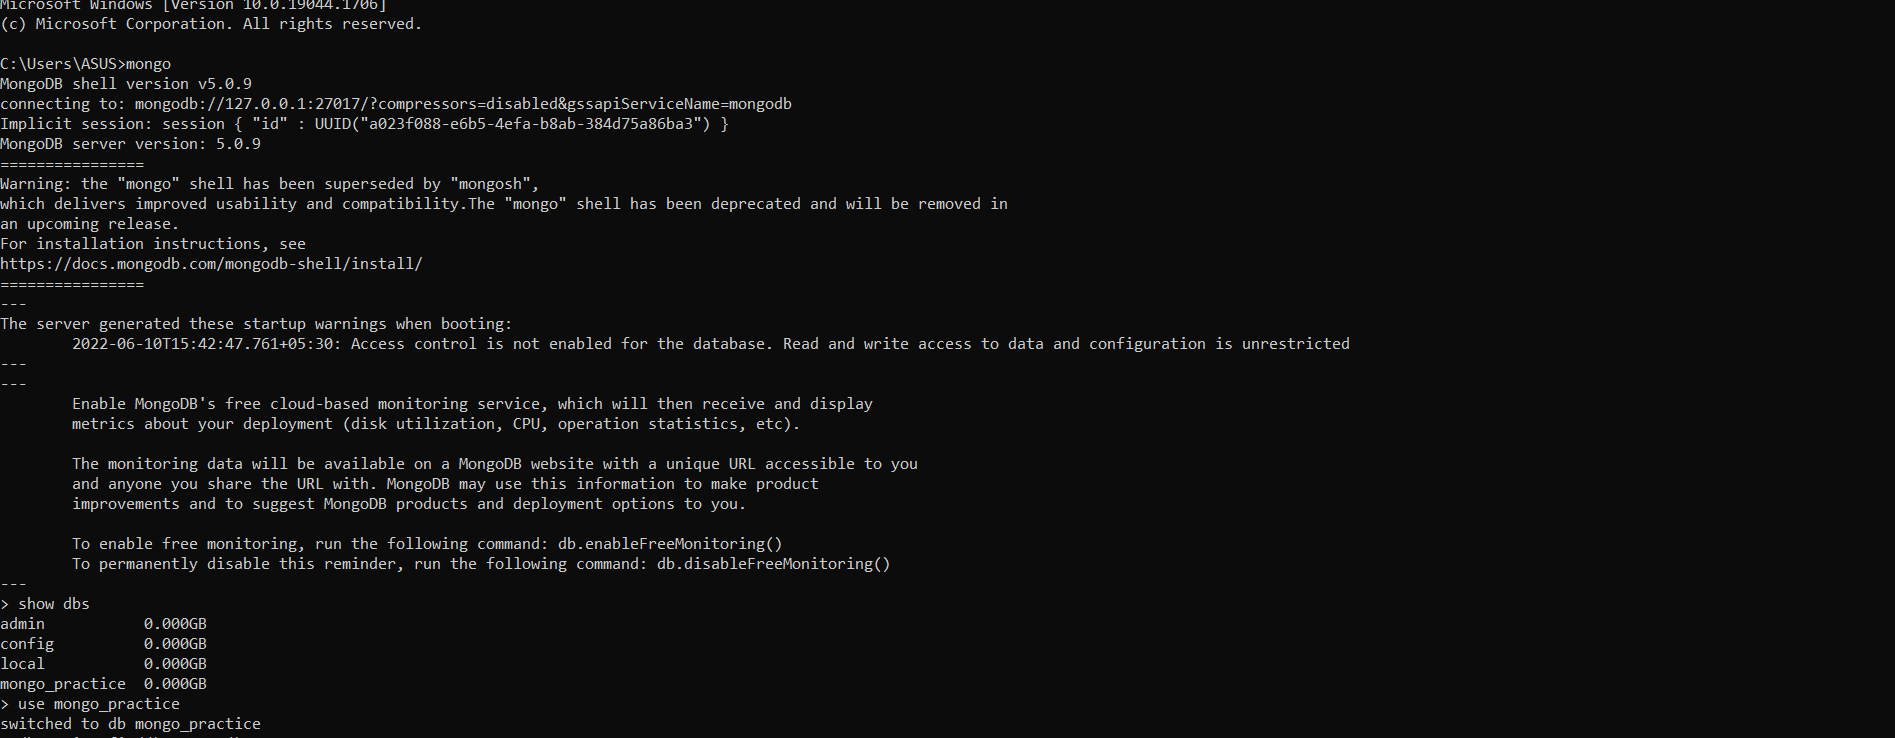 Microsoft Windows [Version 10.0.19044.1706]
(c) Microsoft Corporation. All rights reserved.
C:\Users\ASUS>mongo
MongoDB shell version v5.0.9
connecting to: mongodb://127.0.0.1:27017/?compressors=disabled&gssapiServiceName=mongodb
Implicit session: session { "id" : UUID("a023f088-e6b5-4efa-b8ab-384d75a86ba3") }
MongoDB server version: 5.0.9
================
Warning: the "mongo" shell has been superseded by "mongosh",
which delivers improved usability and compatibility.The "mongo" shell has been deprecated and will be removed in
an upcoming release.
For installation instructions, see
https://docs.mongodb.com/mongodb-shell/install/
================
---
The server generated these startup warnings when booting:
        2022-06-10T15:42:47.761+05:30: Access control is not enabled for the database. Read and write access to data and configuration is unrestricted
---
---
        Enable MongoDB's free cloud-based monitoring service, which will then receive and display
        metrics about your deployment (disk utilization, CPU, operation statistics, etc).
        The monitoring data will be available on a MongoDB website with a unique URL accessible to you
        and anyone you share the URL with. MongoDB may use this information to make product
        improvements and to suggest MongoDB products and deployment options to you.
        To enable free monitoring, run the following command: db.enableFreeMonitoring()
        To permanently disable this reminder, run the following command: db.disableFreeMonitoring()
---
> show dbs
admin           0.000GB
config          0.000GB
local           0.000GB
mongo_practice  0.000GB
> use mongo_practice
switched to db mongo_practice